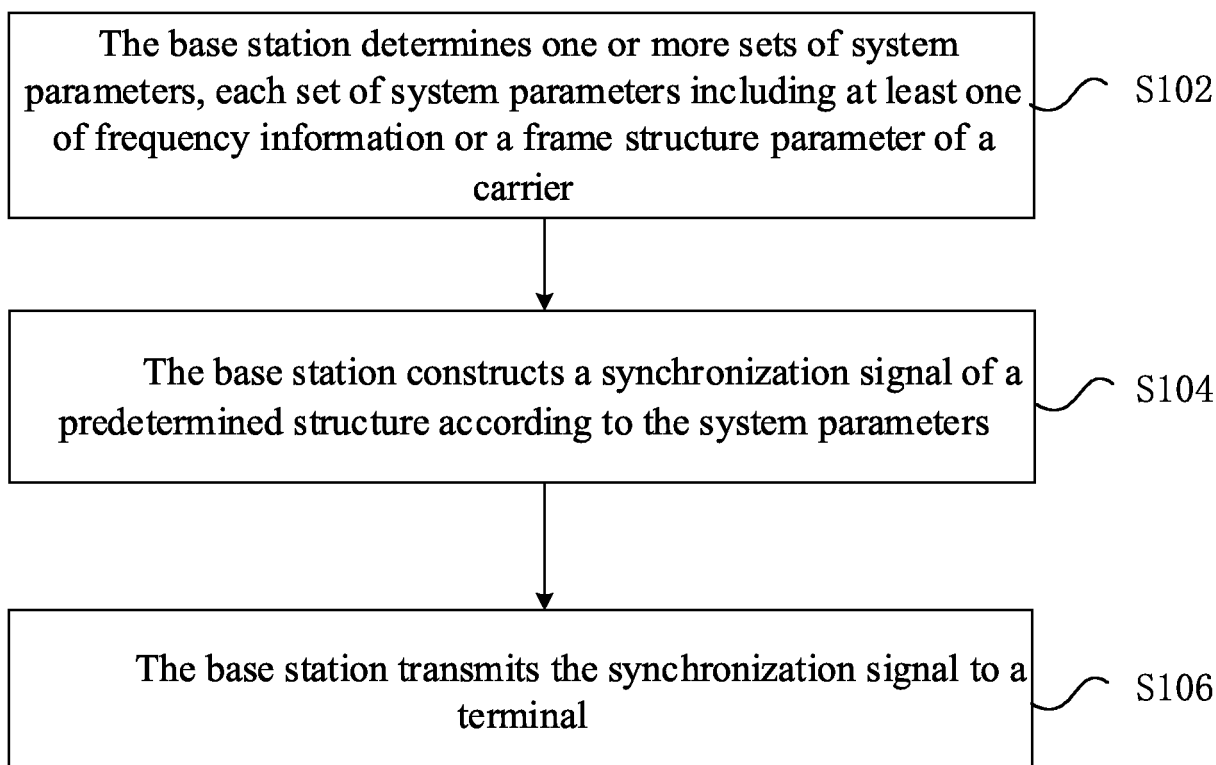 The base station determines one or more sets of system
parameters, each set of system parameters including at least one
of frequency information or a frame structure parameter of a
carrier
S102
The base station constructs a synchronization signal of a
predetermined structure according to the system parameters
S104
The base station transmits the synchronization signal to a
terminal
S106